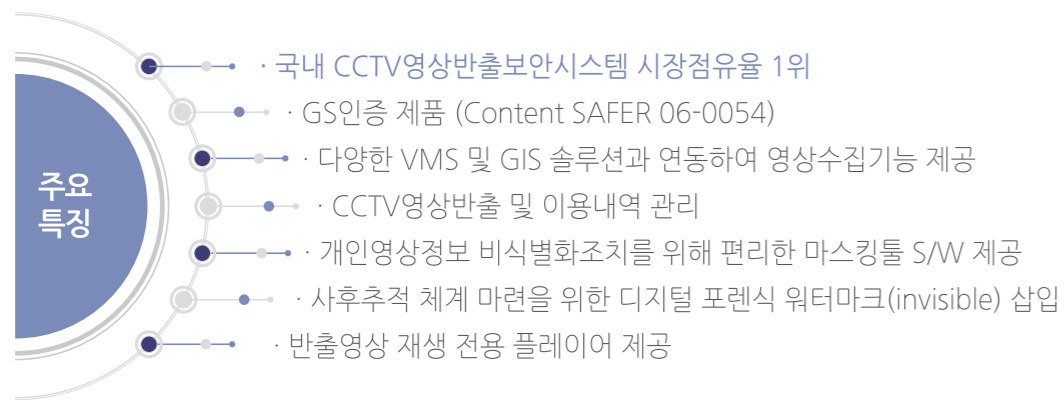 주요
특징
· 국내 CCTV영상반출보안시스템 시장점유율 1위
· GS인증 제품 (Content SAFER 06-0054)
· 다양한 VMS 및 GIS 솔루션과 연동하여 영상수집기능 제공
· CCTV영상반출 및 이용내역 관리
· 개인영상정보 비식별화조치를 위해 편리한 마스킹툴 S/W 제공
· 사후추적 체계 마련을 위한 디지털 포렌식 워터마크(invisible) 삽입
· 반출영상 재생 전용 플레이어 제공